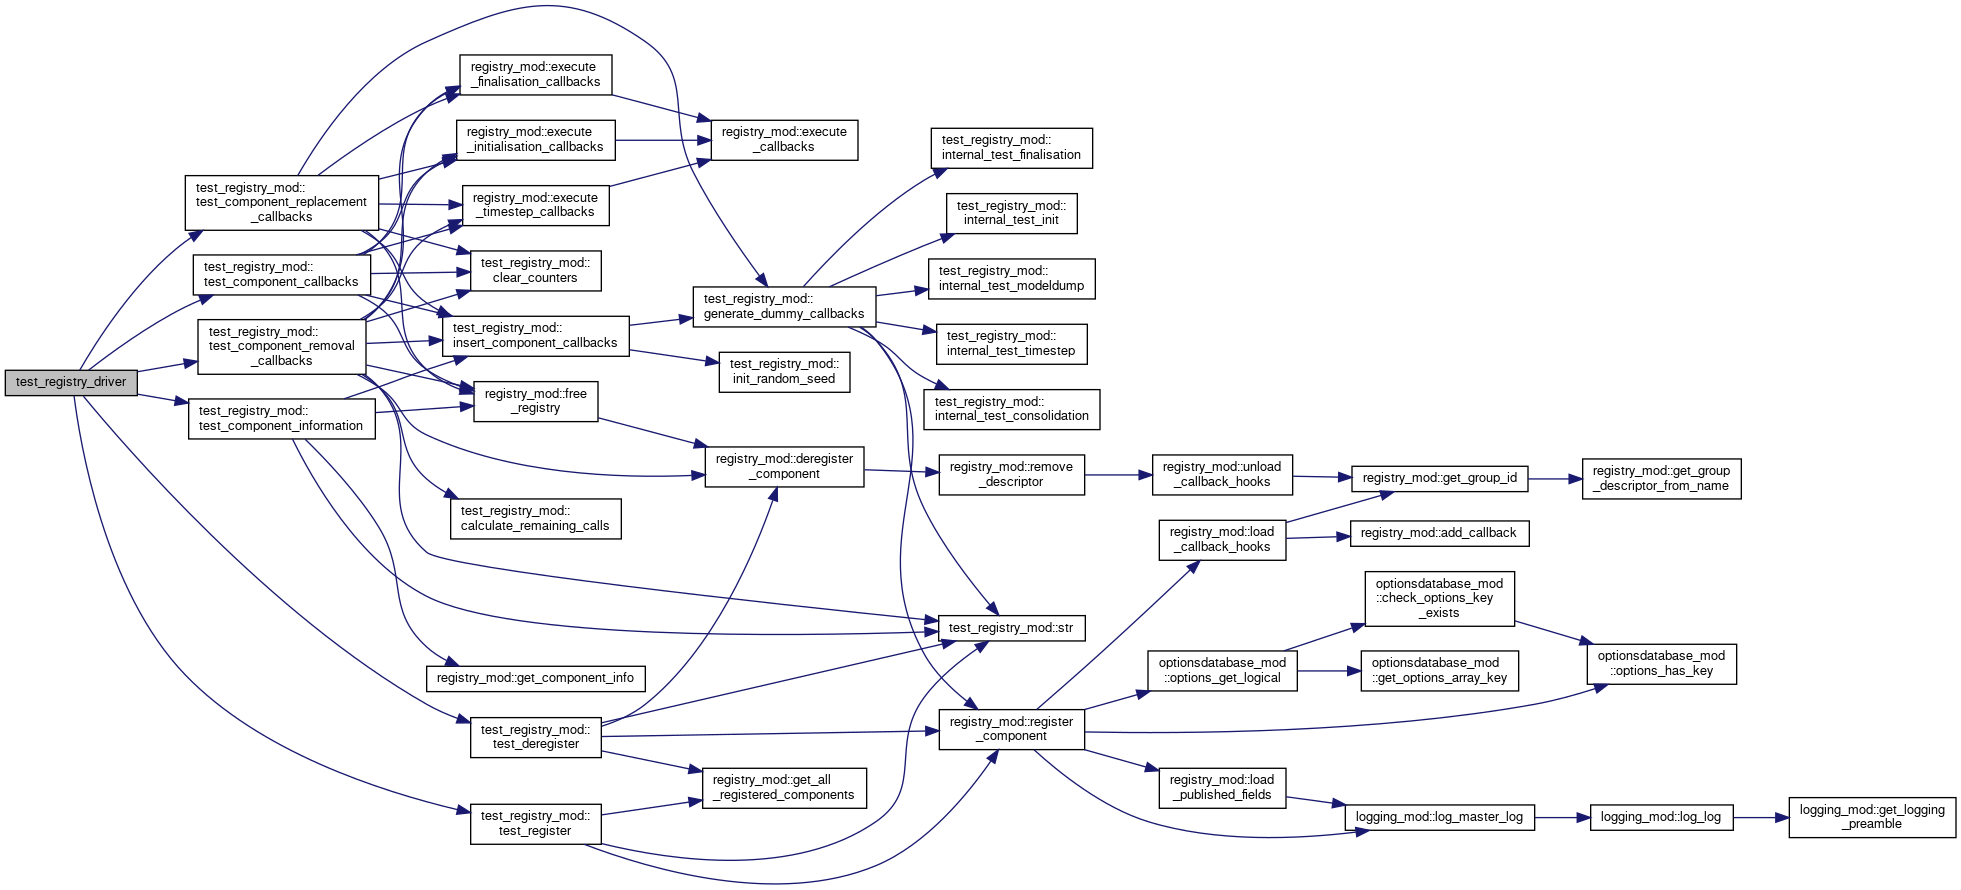 test_registry_driver
test_registry_mod::
test_component_replacement
_callbacks
test_registry_mod::
test_component_callbacks
test_registry_mod::
test_component_removal
_callbacks
test_registry_mod::
test_component_information
registry_mod::execute
_finalisation_callbacks
registry_mod::execute
_initialisation_callbacks
registry_mod::execute
_timestep_callbacks
test_registry_mod::
clear_counters
test_registry_mod::
insert_component_callbacks
registry_mod::free
_registry
test_registry_mod::
calculate_remaining_calls
registry_mod::get_component_info
test_registry_mod::
test_deregister
test_registry_mod::
test_register
registry_mod::execute
_callbacks
test_registry_mod::
generate_dummy_callbacks
test_registry_mod::
init_random_seed
registry_mod::deregister
_component
registry_mod::get_all
_registered_components
test_registry_mod::
internal_test_finalisation
test_registry_mod::
internal_test_init
test_registry_mod::
internal_test_modeldump
test_registry_mod::
internal_test_timestep
test_registry_mod::
internal_test_consolidation
registry_mod::remove
_descriptor
test_registry_mod::str
registry_mod::register
_component
registry_mod::unload
_callback_hooks
registry_mod::load
_callback_hooks
optionsdatabase_mod
::options_get_logical
registry_mod::load
_published_fields
registry_mod::get_group_id
registry_mod::add_callback
optionsdatabase_mod
::check_options_key
_exists
optionsdatabase_mod
::get_options_array_key
logging_mod::log_master_log
registry_mod::get_group
_descriptor_from_name
optionsdatabase_mod
::options_has_key
logging_mod::log_log
logging_mod::get_logging
_preamble